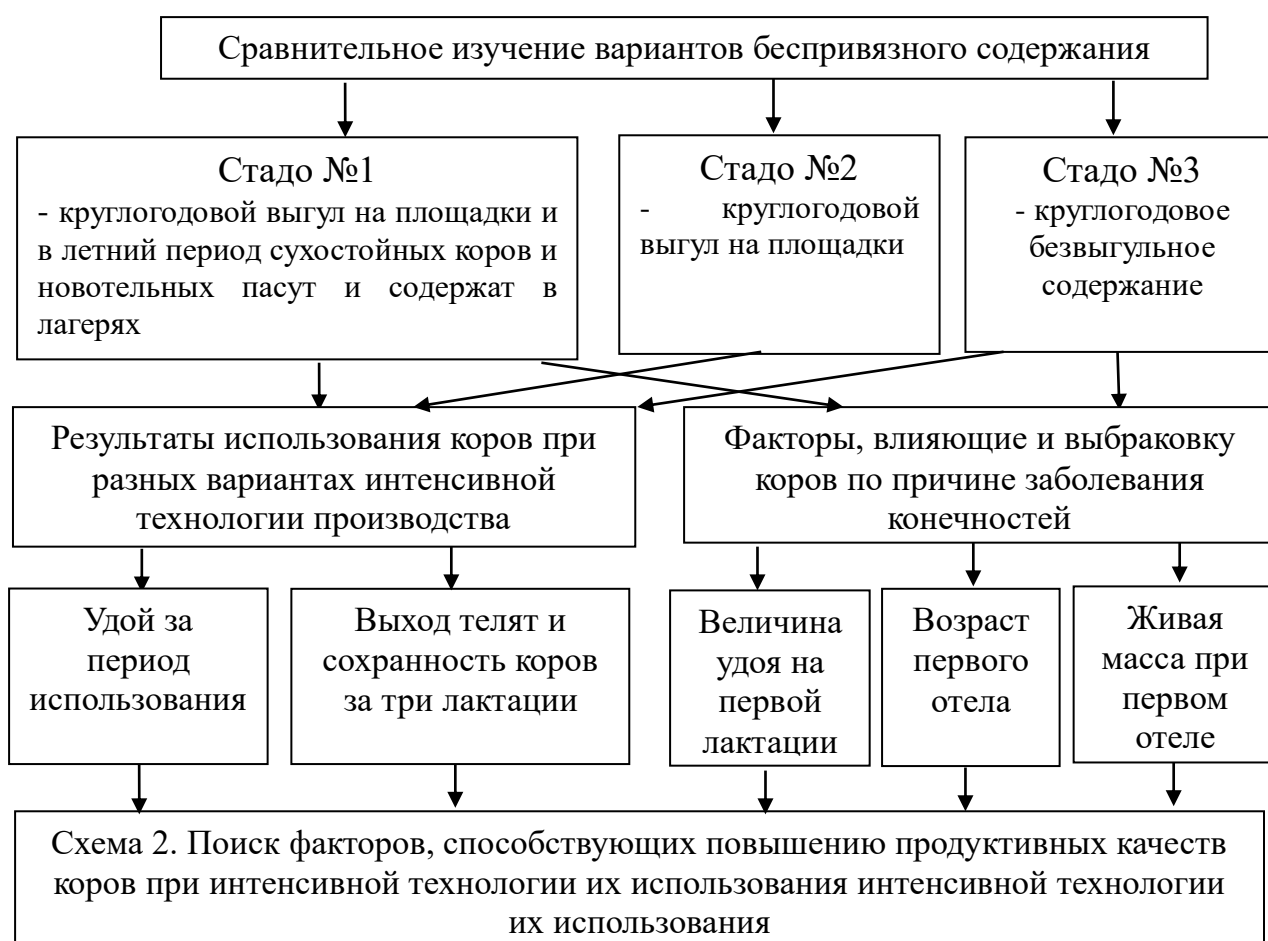 Сравнительное изучение вариантов беспривязного содержания
Стадо №1
- круглогодовой выгул на площадки и
в летний период сухостойных коров и
новотельных пасут и содержат в
лагерях
Стадо №2
- круглогодовой
выгул на площадки
Стадо №3
- круглогодовое
безвыгульное
содержание
Результаты использования коров при
разных вариантах интенсивной
технологии производства
Факторы, влияющие и выбраковку
коров по причине заболевания
конечностей
Удой за
период
использования
Выход телят и
сохранность коров
за три лактации
Величина
удоя на
первой
лактации
Возраст
первого
отела
Живая
масса при
первом
отеле
Схема 2. Поиск факторов, способствующих повышению продуктивных качеств
коров при интенсивной технологии их использования интенсивной технологии
их использования